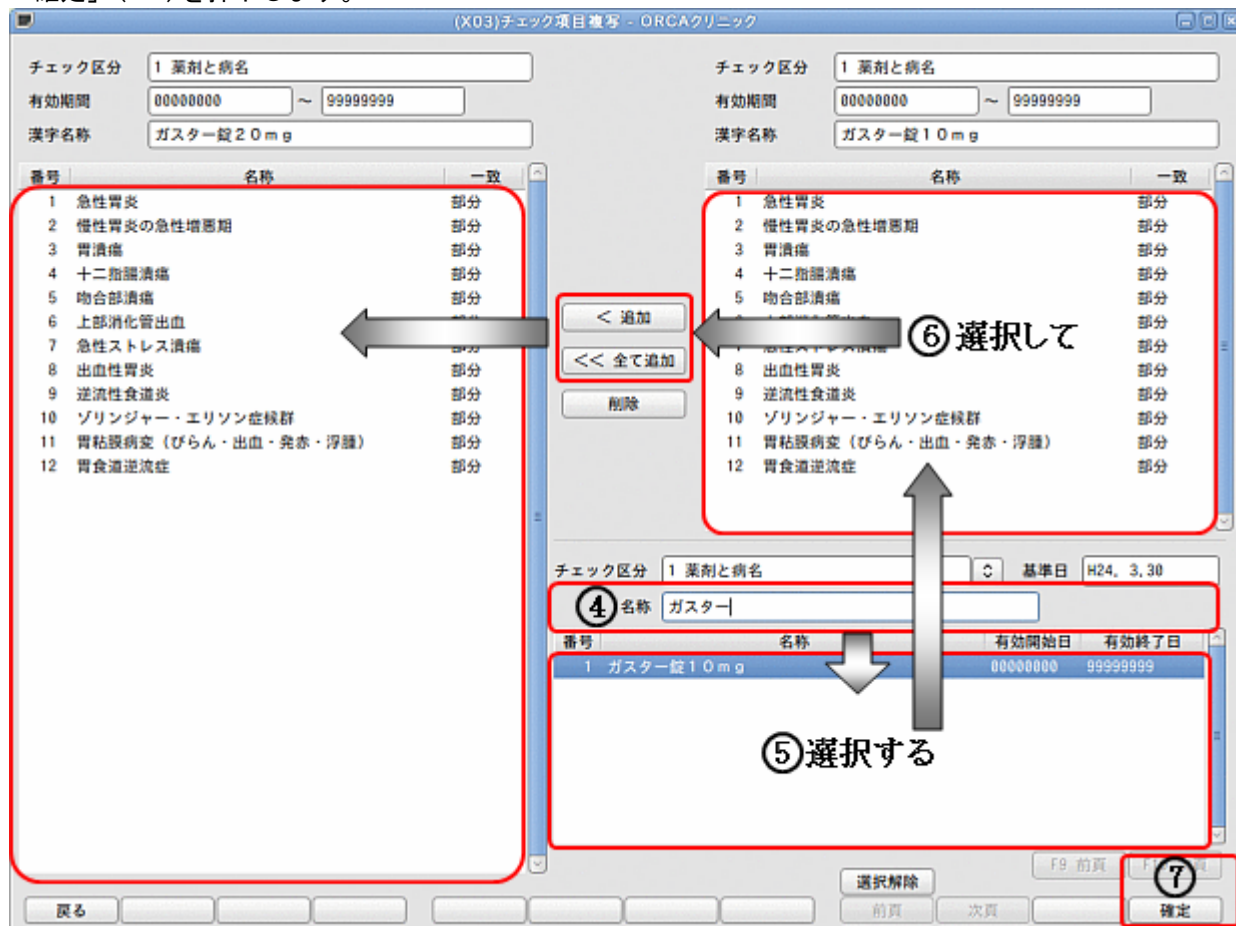 (X03)チェック項目複写 - ORCAクリニック
チェック区分 1 薬剤と病名
有効期間 00000000 ～ 99999999
漢字名称 ガスター錠２０ｍｇ
番号 名称 一致
1 急性胃炎 部分
2 慢性胃炎の急性増悪期 部分
3 胃潰瘍 部分
4 十二指腸潰瘍 部分
5 吻合部潰瘍 部分
6 上部消化管出血
7 急性ストレス潰瘍
8 出血性胃炎 部分
9 逆流性食道炎 部分
10 ゾリンジャー・エリソン症候群 部分
11 胃粘膜病変（びらん・出血・発赤・浮腫） 部分
12 胃食道逆流症 部分
< 追加
<< 全て追加
削除
チェック区分 1 薬剤と病名
有効期間 00000000 ～ 99999999
漢字名称 ガスター錠１０ｍｇ
番号 名称 一致
1 急性胃炎 部分
2 慢性胃炎の急性増悪期 部分
3 胃潰瘍 部分
4 十二指腸潰瘍 部分
5 吻合部潰瘍 部分
部分
⑥選択して
部分
8 出血性胃炎 部分
9 逆流性食道炎 部分
10 ゾリンジャー・エリソン症候群 部分
11 胃粘膜病変（びらん・出血・発赤・浮腫） 部分
12 胃食道逆流症 部分
チェック区分 1 薬剤と病名 基準日 H24. 3.30
④ 名称 ガスター
番号 名称 有効開始日 有効終了日
1 ガスター錠１０ｍｇ 00000000 99999999
⑤選択する
F9 前頁
⑦
選択解除
戻る 前頁 次頁 確定